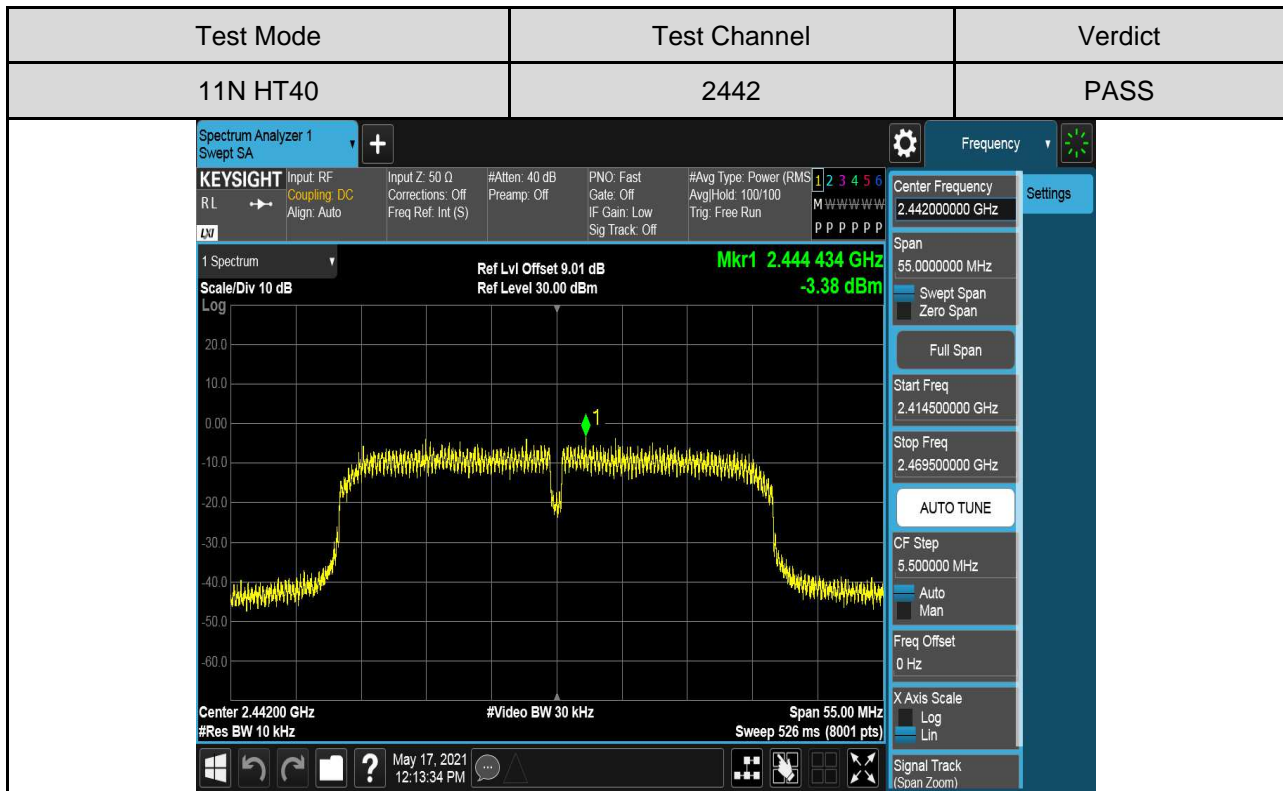 Test Mode Test Channel Verdict
11N HT40 2442 PASS
Spectrum Analyzer 1
Swept SA
+
Frequency
KEYSIGHT
RL
LXI
Input: RF
Coupling: DC
Align: Auto
Input Z: 50 Ω
Corrections: Off
Freq Ref: Int (S)
#Atten: 40 dB
Preamp: Off
PNO: Fast
Gate: Off
IF Gain: Low
Sig Track: Off
#Avg Type: Power (RMS
Avg|Hold: 100/100
Trig: Free Run
1 2 3 4 5 6
M W W W W W
P P P P P P
1 Spectrum
Scale/Div 10 dB
Log
Ref Lvl Offset 9.01 dB
Ref Level 30.00 dBm
Mkr1 2.444 434 GHz
-3.38 dBm
20.0
10.0
0.00
-10.0
-20.0
-30.0
-40.0
-50.0
-60.0
1
Center 2.44200 GHz
#Res BW 10 kHz
#Video BW 30 kHz
Span 55.00 MHz
Sweep 526 ms (8001 pts)
?
May 17, 2021
12:13:34 PM
Center Frequency
2.442000000 GHz
Span
55.0000000 MHz
Swept Span
Zero Span
Full Span
Start Freq
2.414500000 GHz
Stop Freq
2.469500000 GHz
AUTO TUNE
CF Step
5.500000 MHz
Auto
Man
Freq Offset
0 Hz
X Axis Scale
Log
Lin
Signal Track
(Span Zoom)
Settings